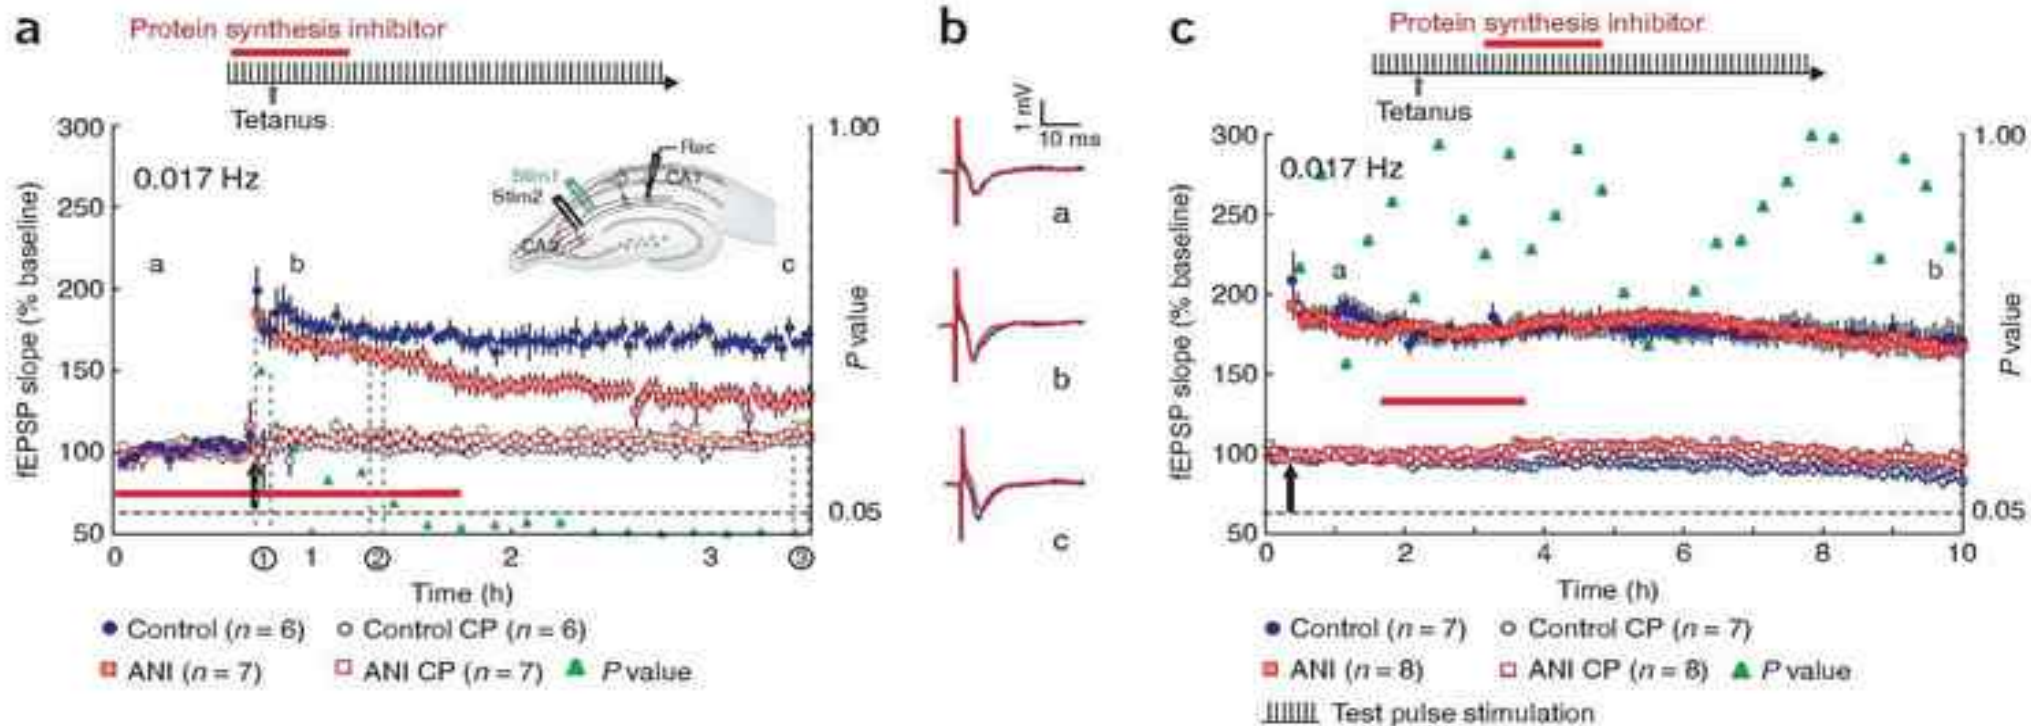 a
Protein synthesis inhibitor
Tetanus
300
250
200
150
100
50
fEPSP slope (% baseline)
0.017 Hz
a
b
c
Stim1
Stim2
Rec
CA1
CA3
1.00
0.05
P value
0
①
1
②
2
3
③
Time (h)
Control (n = 6)
Control CP (n = 6)
ANI (n = 7)
ANI CP (n = 7)
P value
b
1 mV
10 ms
a
b
c
c
Protein synthesis inhibitor
Tetanus
300
250
200
150
100
50
fEPSP slope (% baseline)
0.017 Hz
a
b
1.00
0.05
P value
0
2
4
6
8
10
Time (h)
Control (n = 7)
Control CP (n = 7)
ANI (n = 8)
ANI CP (n = 8)
P value
Test pulse stimulation